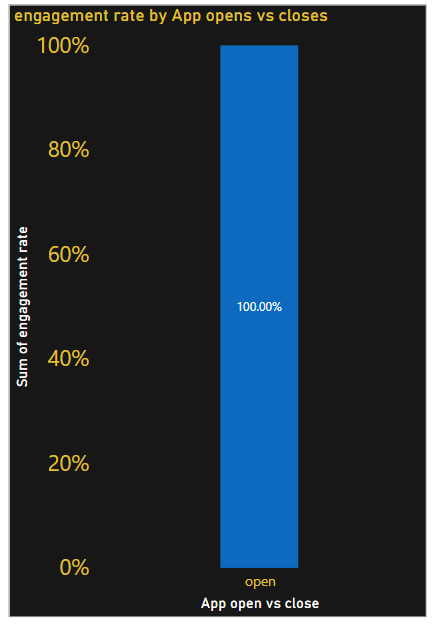 engagement rate by App opens vs closes
100%
80%
60%
40%
20%
0%
Sum of engagement rate
100.00%
open
App open vs close